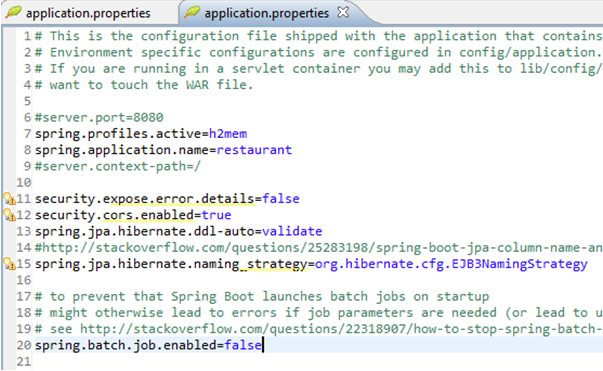 application.properties
application.properties
1 # This is the configuration file shipped with the application that contains
2 # Environment specific configurations are configured in config/application.
3 # If you are running in a servlet container you may add this to lib/config/
4 # want to touch the WAR file.
5
6 #server.port=8080
7 spring.profiles.active=h2mem
8 spring.application.name=restaurant
9 #server.context-path=/
10
11 security.expose.error.details=false
12 security.cors.enabled=true
13 spring.jpa.hibernate.ddl-auto=validate
14 #http://stackoverflow.com/questions/25283198/spring-boot-jpa-column-name-an
15 spring.jpa.hibernate.naming_strategy=org.hibernate.cfg.EJB3NamingStrategy
16
17 # to prevent that Spring Boot launches batch jobs on startup
18 # might otherwise lead to errors if job parameters are needed (or lead to u
19 # see http://stackoverflow.com/questions/22318907/how-to-stop-spring-batch-
20 spring.batch.job.enabled=false
21